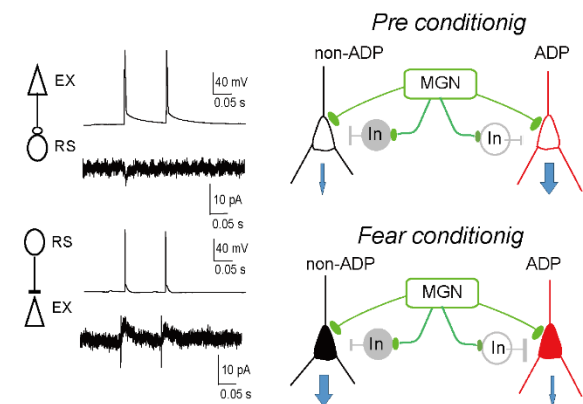 EX
RS
40 mV
0.05 s
10 pA
0.05 s
RS
EX
40 mV
0.05 s
10 pA
0.05 s
Pre conditionig
non-ADP
ADP
MGN
In
In
Fear conditionig
non-ADP
ADP
MGN
In
In